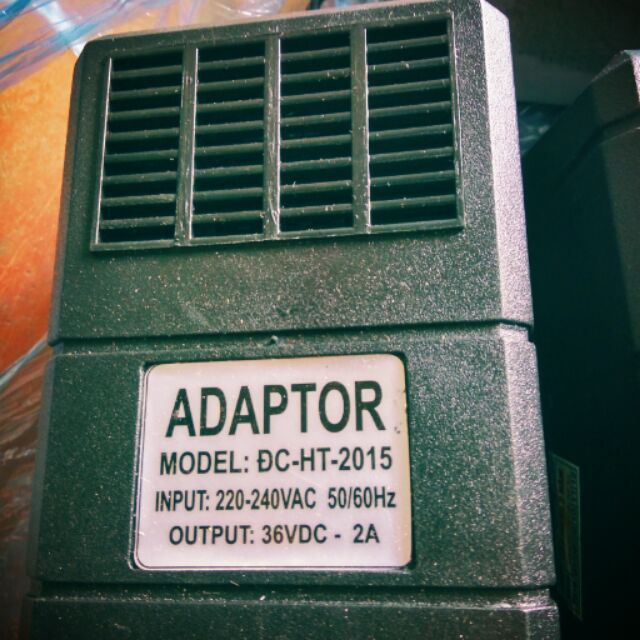 ADAPTOR
MODEL: ĐC-HT-2015
INPUT: 220-240VAC 50/60Hz
OUTPUT: 36VDC - 2A